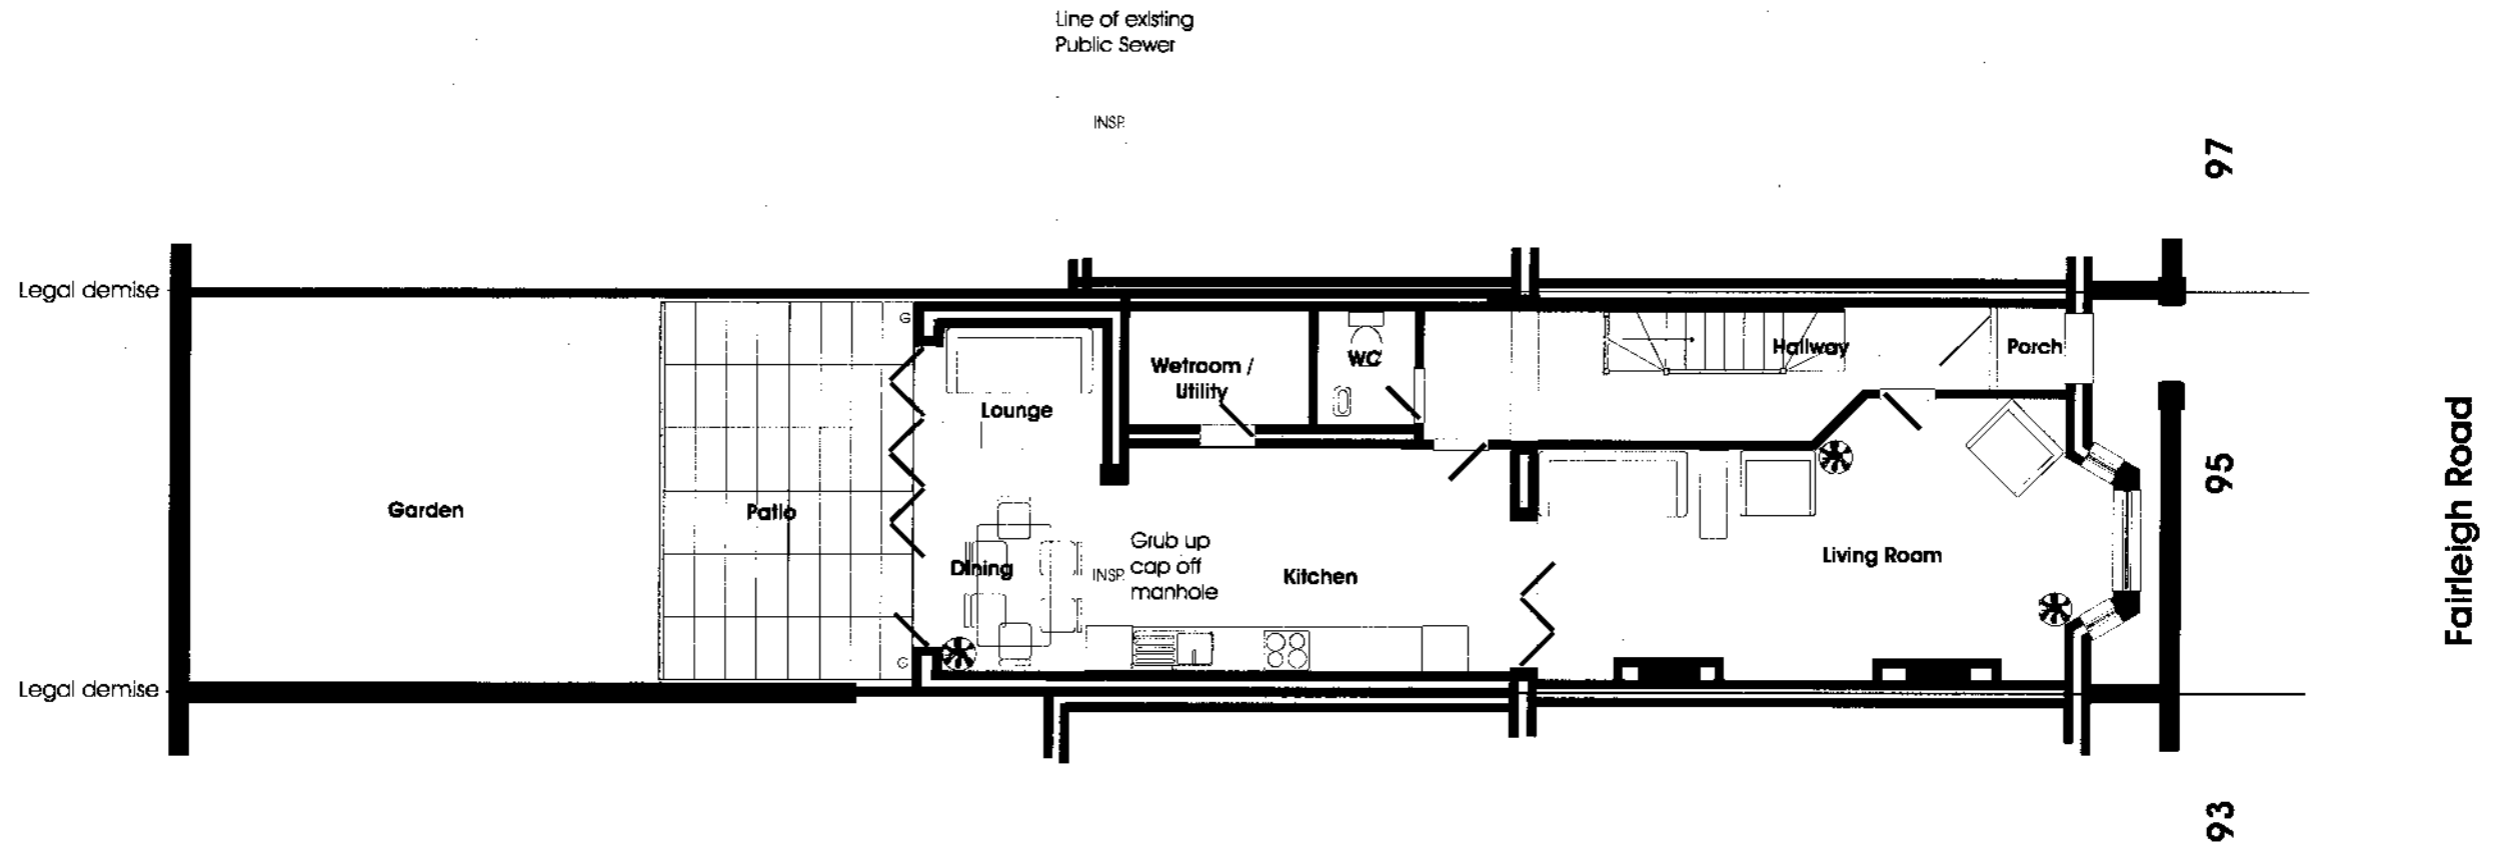 Line of existing
Public Sewer
INSP.
97
Legal demise
G
Wetroom /
Utility
WC
Hallway
Porch
Lounge
Garden
Patio
Dining
INSP.
Grub up
cap off
manhole
Kitchen
Living Room
95
Fairleigh Road
G
Legal demise
93